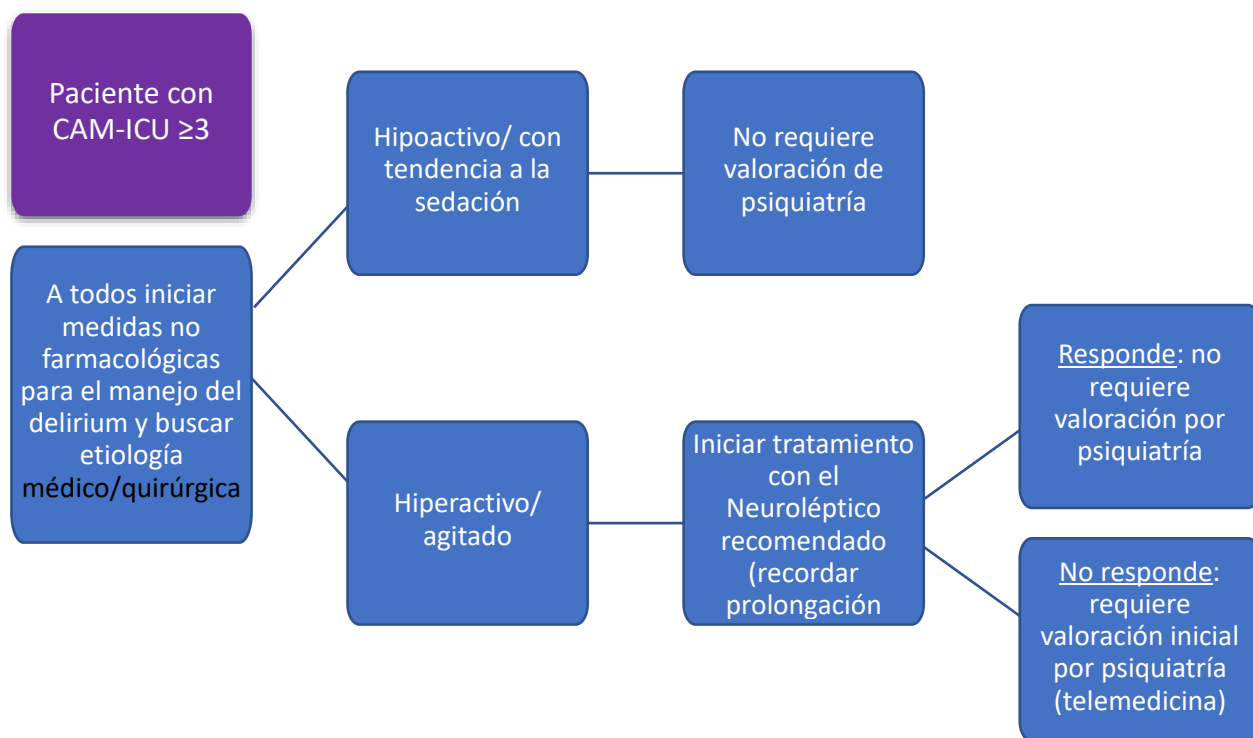 Paciente con
CAM-ICU ≥3
A todos iniciar
medidas no
farmacológicas
para el manejo del
delirium y buscar
etiología
médico/quirúrgica
Hipoactivo/ con
tendencia a la
sedación
No requiere
valoración de
psiquiatría
Hiperactivo/
agitado
Iniciar tratamiento
con el
Neuroléptico
recomendado
(recordar
prolongación
Responde: no
requiere
valoración por
psiquiatría
No responde:
requiere
valoración inicial
por psiquiatría
(telemedicina)